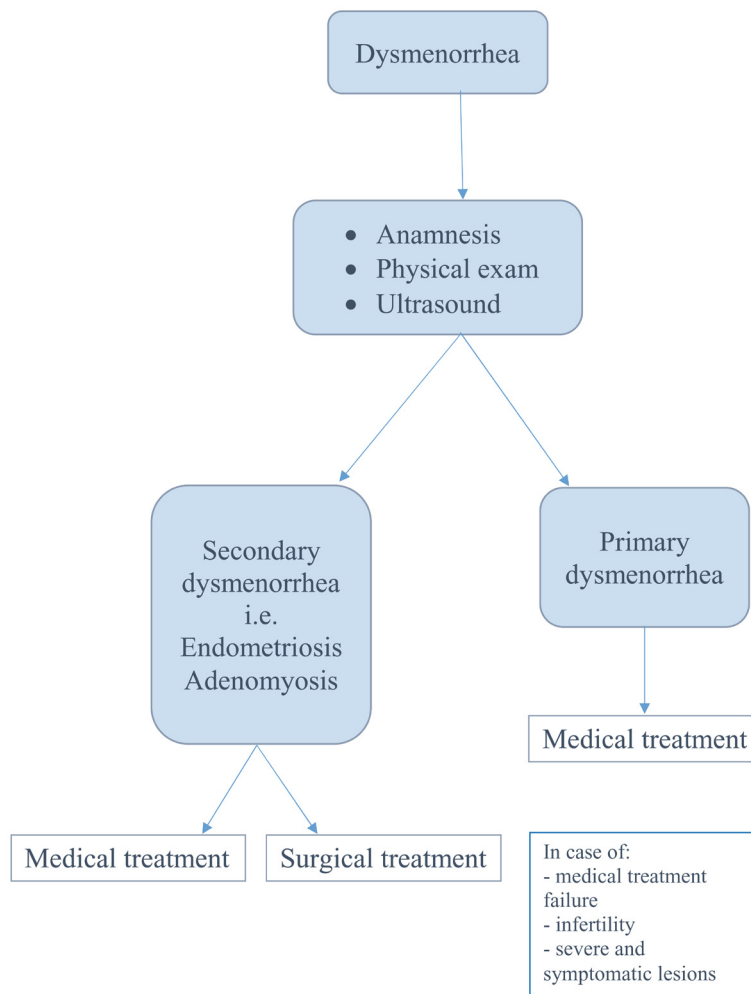 Dysmenorrhea
• Anamnesis
• Physical exam
• Ultrasound
Secondary
dysmenorrhea
i.e.
Endometriosis
Adenomyosis
Primary
dysmenorrhea
Medical treatment
Medical treatment
Surgical treatment
In case of:
- medical treatment
failure
- infertility
- severe and
symptomatic lesions